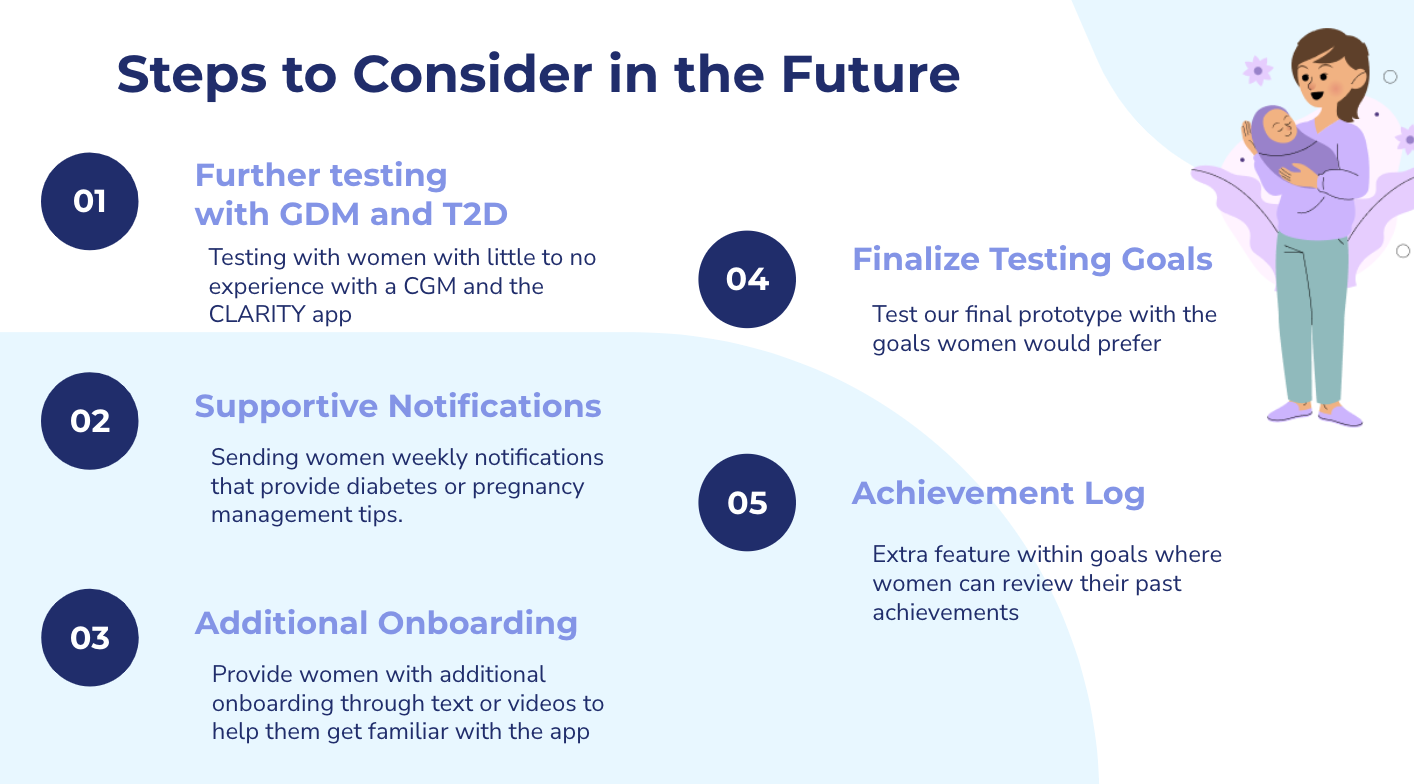 Steps to Consider in the Future
01
Further testing
with GDM and T2D
Testing with women with little to no
experience with a CGM and the
CLARITY app
02
Supportive Notifications
Sending women weekly notifications
that provide diabetes or pregnancy
management tips.
03
Additional Onboarding
Provide women with additional
onboarding through text or videos to
help them get familiar with the app
04
Finalize Testing Goals
Test our final prototype with the
goals women would prefer
05
Achievement Log
Extra feature within goals where
women can review their past
achievements